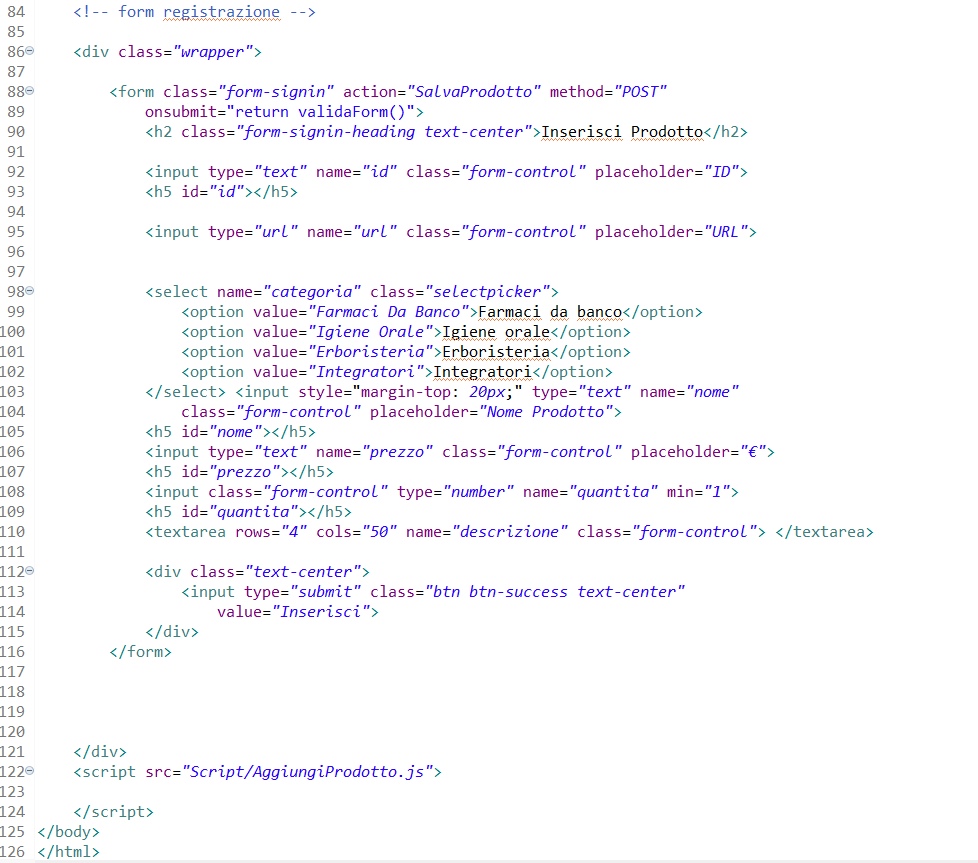 84 <!-- form registrazione -->
85
86 <div class="wrapper">
87
88 <form class="form-signin" action="SalvaProdotto" method="POST"
89 onsubmit="return validaForm()">
90 <h2 class="form-signin-heading text-center">Inserisci Prodotto</h2>
91
92 <input type="text" name="id" class="form-control" placeholder="ID">
93 <h5 id="id"></h5>
94
95 <input type="url" name="url" class="form-control" placeholder="URL">
96
97
98 <select name="categoria" class="selectpicker">
99 <option value="Farmaci Da Banco">Farmaci da banco</option>
100 <option value="Igiene Orale">Igiene orale</option>
101 <option value="Erboristeria">Erboristeria</option>
102 <option value="Integratori">Integratori</option>
103 </select> <input style="margin-top: 20px;" type="text" name="nome"
104 class="form-control" placeholder="Nome Prodotto">
105 <h5 id="nome"></h5>
106 <input type="text" name="prezzo" class="form-control" placeholder="€">
107 <h5 id="prezzo"></h5>
108 <input class="form-control" type="number" name="quantita" min="1">
109 <h5 id="quantita"></h5>
110 <textarea rows="4" cols="50" name="descrizione" class="form-control"> </textarea>
111
112 <div class="text-center">
113 <input type="submit" class="btn btn-success text-center"
114 value="Inserisci">
115 </div>
116 </form>
117
118
119
120
121 </div>
122 <script src="Script/AggiungiProdotto.js">
123
124 </script>
125 </body>
126 </html>